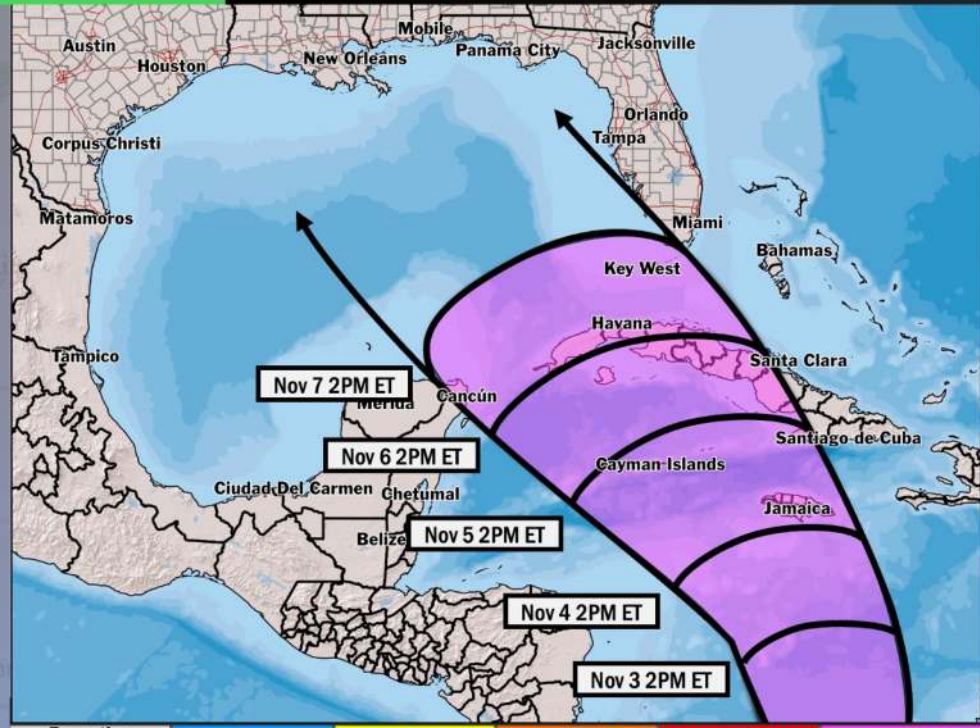 Mobile
Austin
Jacksonville
Panama City
New Orleans
Houston
Orlando
Tampa
Corpus Christi
Matamoros
Miami
Bahamas
Key West
Havana
Tampico
Santa Clara
Nov 7 2PM ET
Cancún
Merida
Santiago de Cuba
Nov 6 2PM ET
Cayman Islands
Ciudad Del Carmen
Chetumal
Jamaica
Nov 5 2PM ET
Belize
Nov 4 2PM ET
Nov 3 2PM ET